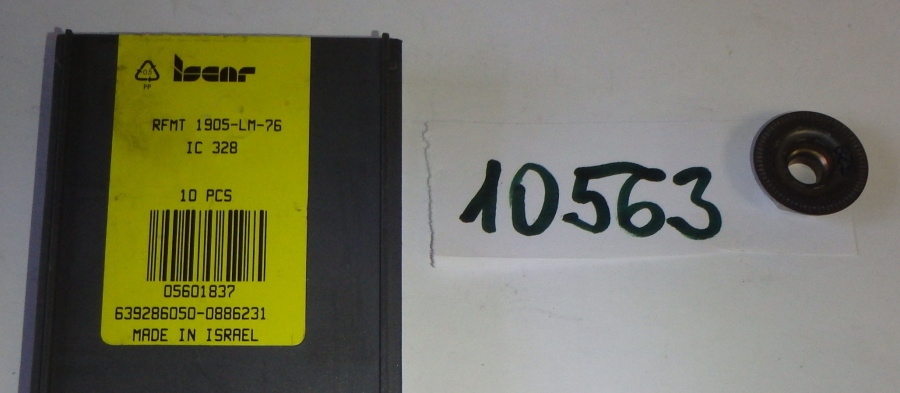 Iscar
RFMT 1905-LM-76
IC 328
10 PCS
05601837
639286050-0886231
MADE IN ISRAEL
10563